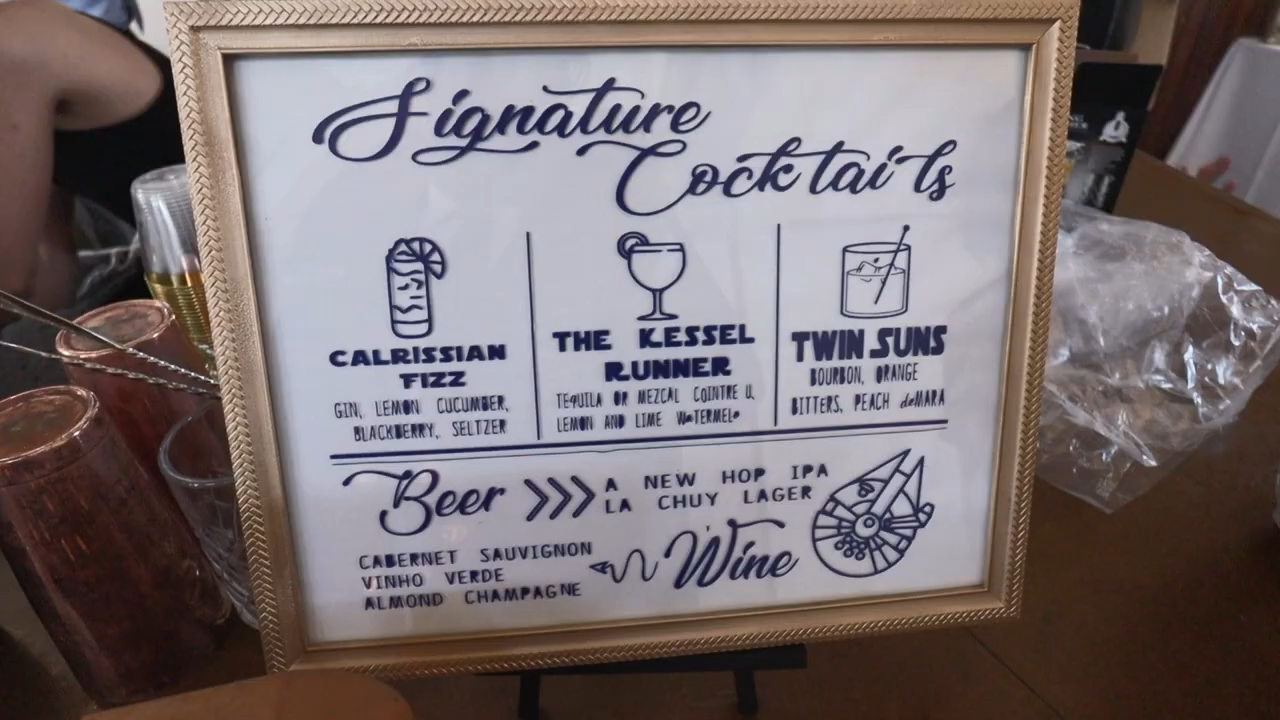 Signature
Cocktails
CALRISSIAN
FIZZ
GIN, LEMON CUCUMBER,
BLACKBERRY, SELTZER
THE KESSEL
RUNNER
TEQUILA OR MEZCAL COINTREU,
LEMON AND LIME
TWIN SUNS
BOURBON, ORANGE
BITTERS, PEACH deMARA
Beer >>> A NEW HOP IPA
LA CHUY LAGER
CABERNET SAUVIGNON
VINHO VERDE
ALMOND CHAMPAGNE
Wine